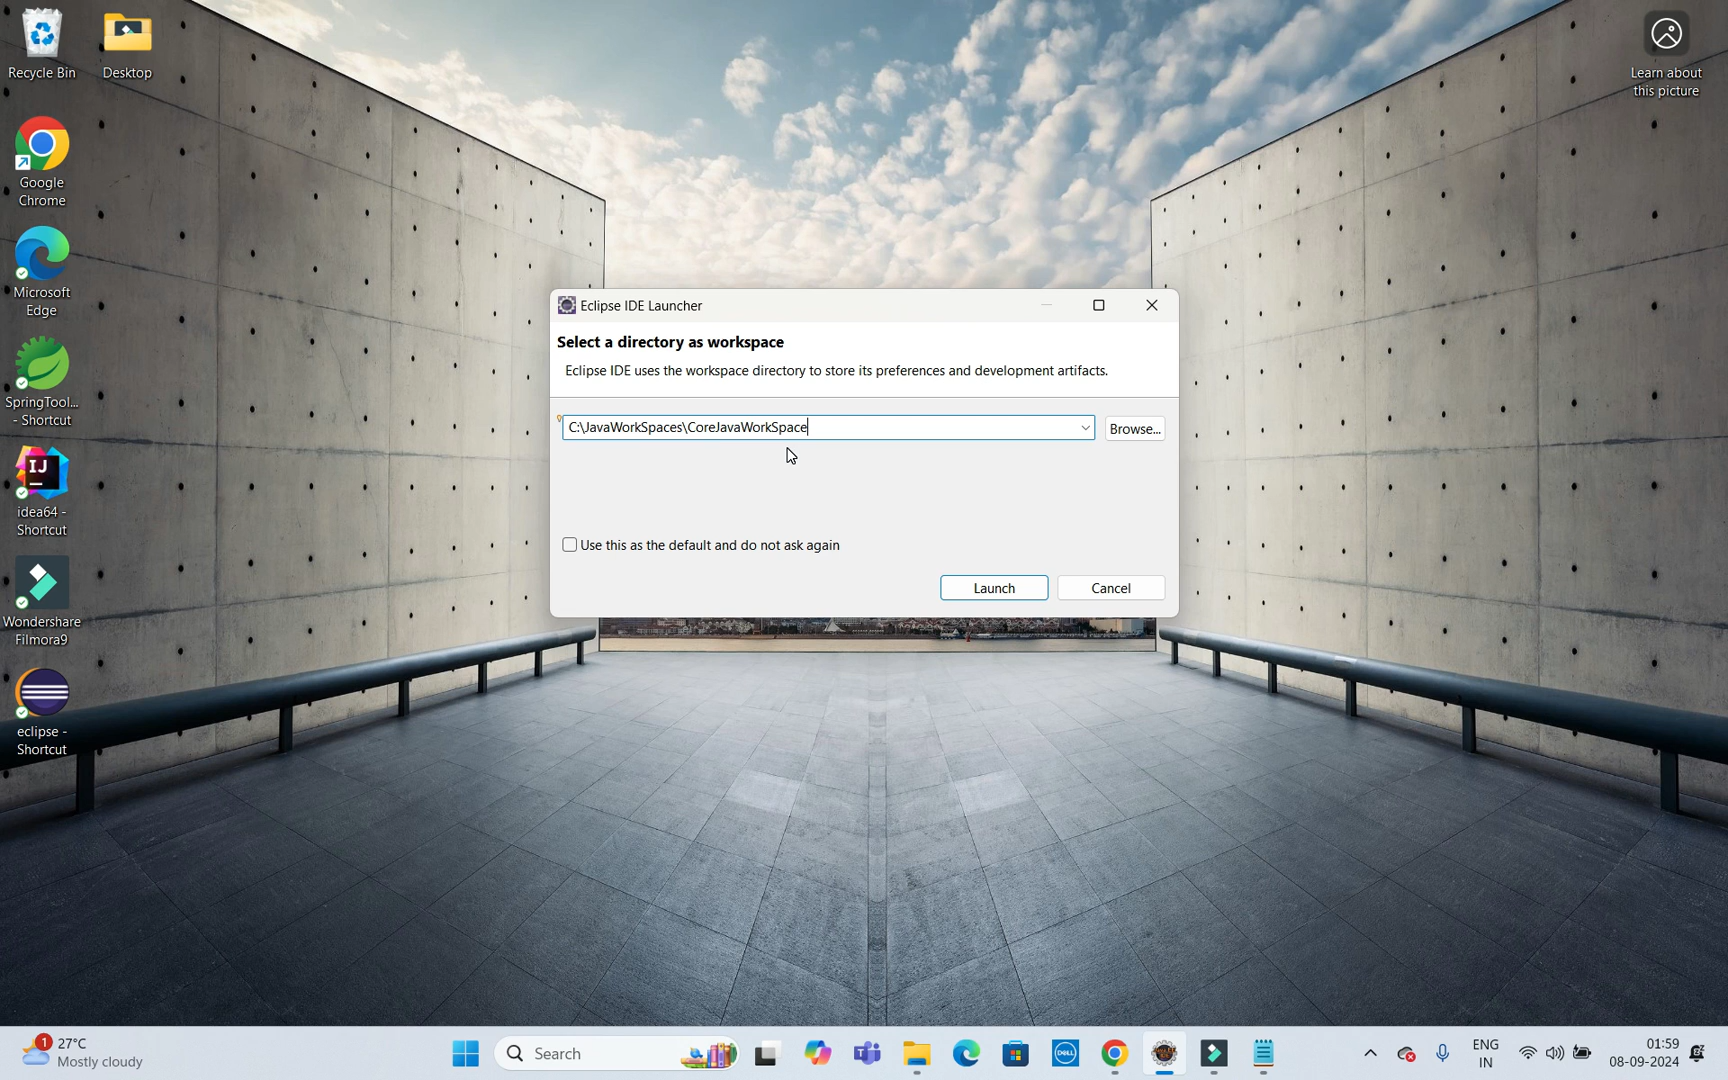 Recycle Bin
Desktop
Learn about
this picture
Google
Chrome
Microsoft
Edge
SpringTool...
- Shortcut
IJ
idea64 -
Shortcut
Wondershare
Filmora9
eclipse -
Shortcut
Eclipse IDE Launcher
Select a directory as workspace
Eclipse IDE uses the workspace directory to store its preferences and development artifacts.
C:\JavaWorkSpaces\CoreJavaWorkSpace
Browse...
Use this as the default and do not ask again
Launch
Cancel
1
27°C
Mostly cloudy
Search
DELL
ENG
IN
01:59
08-09-2024